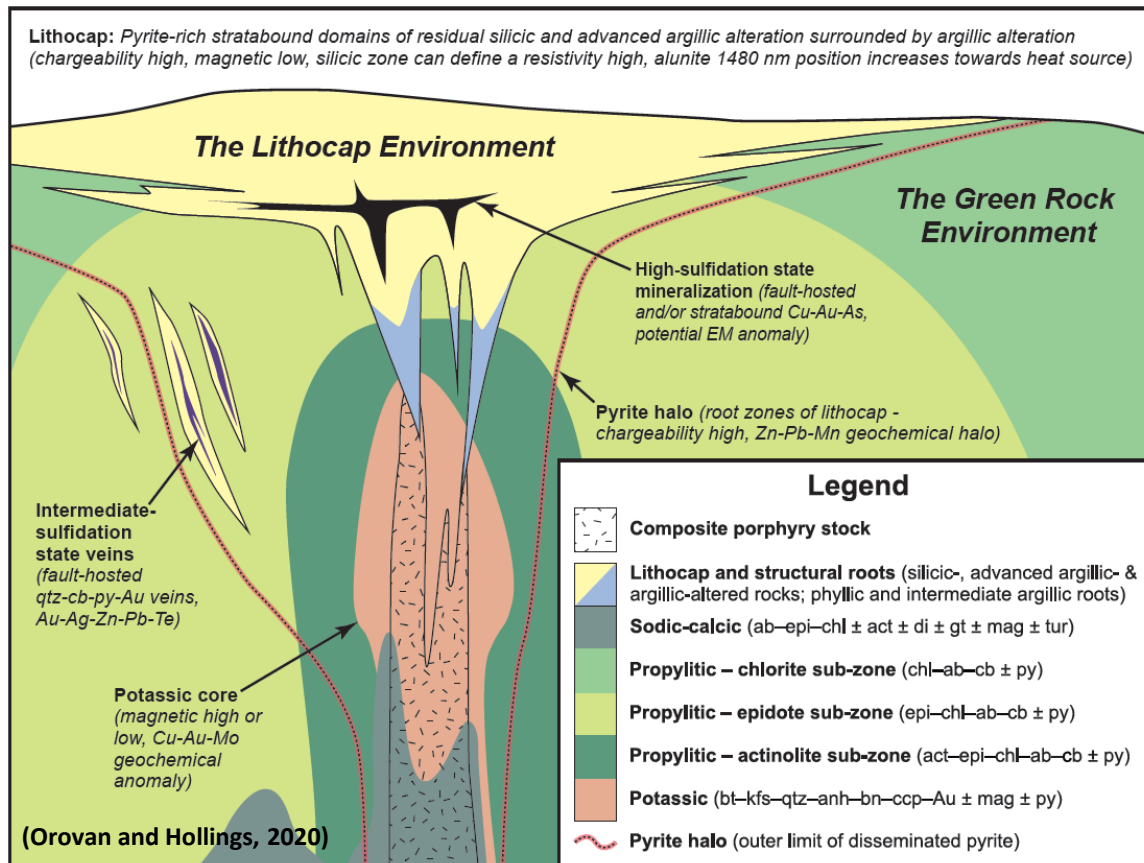 Lithocap: Pyrite-rich stratabound domains of residual silicic and advanced argillic alteration surrounded by argillic alteration
(chargeability high, magnetic low, silicic zone can define a resistivity high, alunite 1480 nm position increases towards heat source)
The Lithocap Environment
The Green Rock
Environment
High-sulfidation state
mineralization (fault-hosted
and/or stratabound Cu-Au-As,
potential EM anomaly)
Pyrite halo (root zones of lithocap -
chargeability high, Zn-Pb-Mn geochemical halo)
Intermediate-
sulfidation
state veins
(fault-hosted
qtz-cb-py-Au veins,
Au-Ag-Zn-Pb-Te)
Potassic core
(magnetic high or
low, Cu-Au-Mo
geochemical
anomaly)
(Orovan and Hollings, 2020)
Legend
Composite porphyry stock
Lithocap and structural roots (silicic-, advanced argillic- &
argillic-altered rocks; phyllic and intermediate argillic roots)
Sodic-calcic (ab–epi–chl ± act ± di ± gt ± mag ± tur)
Propylitic – chlorite sub-zone (chl–ab–cb ± py)
Propylitic – epidote sub-zone (epi–chl–ab–cb ± py)
Propylitic – actinolite sub-zone (act–epi–chl–ab–cb ± py)
Potassic (bt–kfs–qtz–anh–bn–ccp–Au ± mag ± py)
Pyrite halo (outer limit of disseminated pyrite)